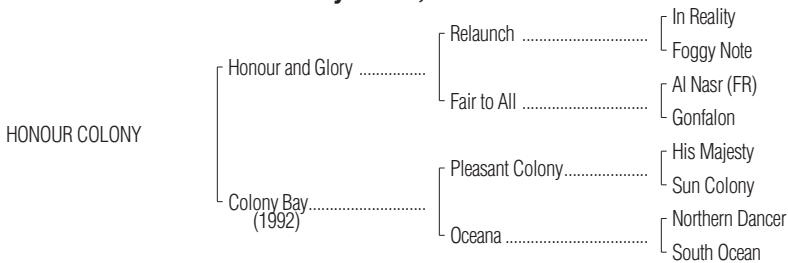 In Reality
Relaunch ..................
Foggy Note
Honour and Glory ................
Al Nasr (FR)
Fair to All ..................
Gonfalon
HONOUR COLONY
His Majesty
Pleasant Colony..................
Sun Colony
Colony Bay..................
(1992)
Northern Dancer
Oceana ..................
South Ocean